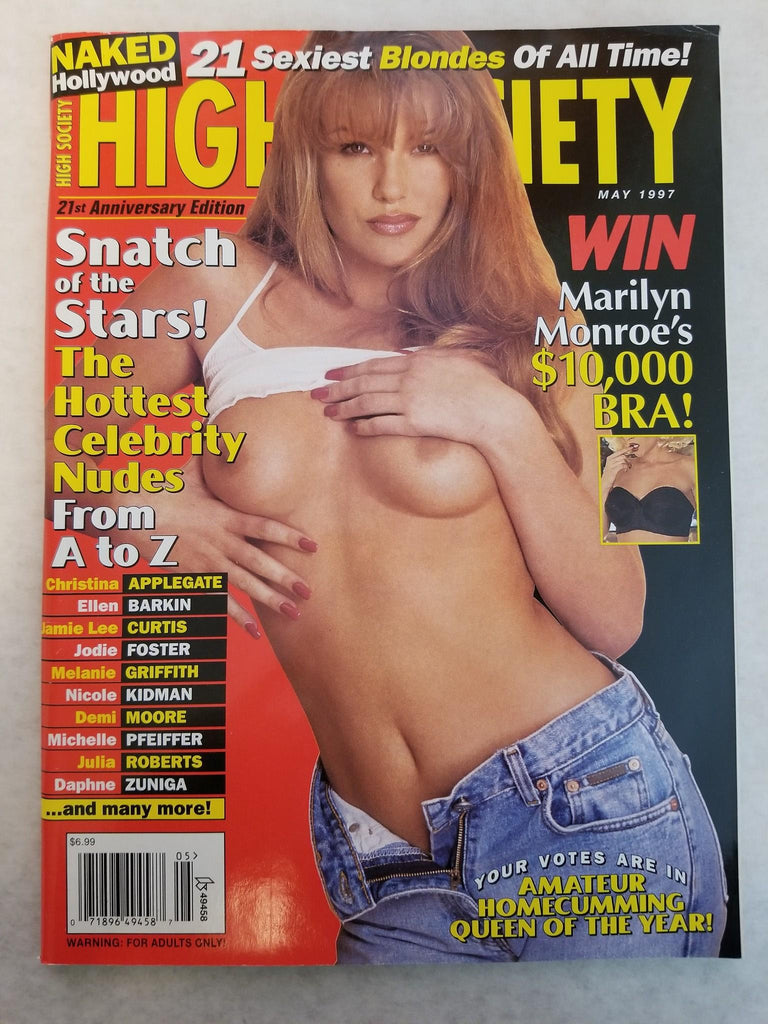 NAKED
Hollywood
21 Sexiest Blondes Of All Time!
HIGH SOCIETY
HIG IETY
MAY 1997
21st Anniversary Edition
Snatch
of the
Stars!
The
Hottest
Celebrity
Nudes
From
A to Z
Christina APPLEGATE
Ellen BARKIN
Jamie Lee CURTIS
Jodie FOSTER
Melanie GRIFFITH
Nicole KIDMAN
Demi MOORE
Michelle PFEIFFER
Julia ROBERTS
Daphne ZUNIGA
...and many more!
WIN
Marilyn
Monroe's
$10,000
BRA!
$6.99
05>
0 71896 49458 7
49458
WARNING: FOR ADULTS ONLY!
YOUR VOTES ARE IN
AMATEUR
HOMECUMMING
QUEEN OF THE YEAR!